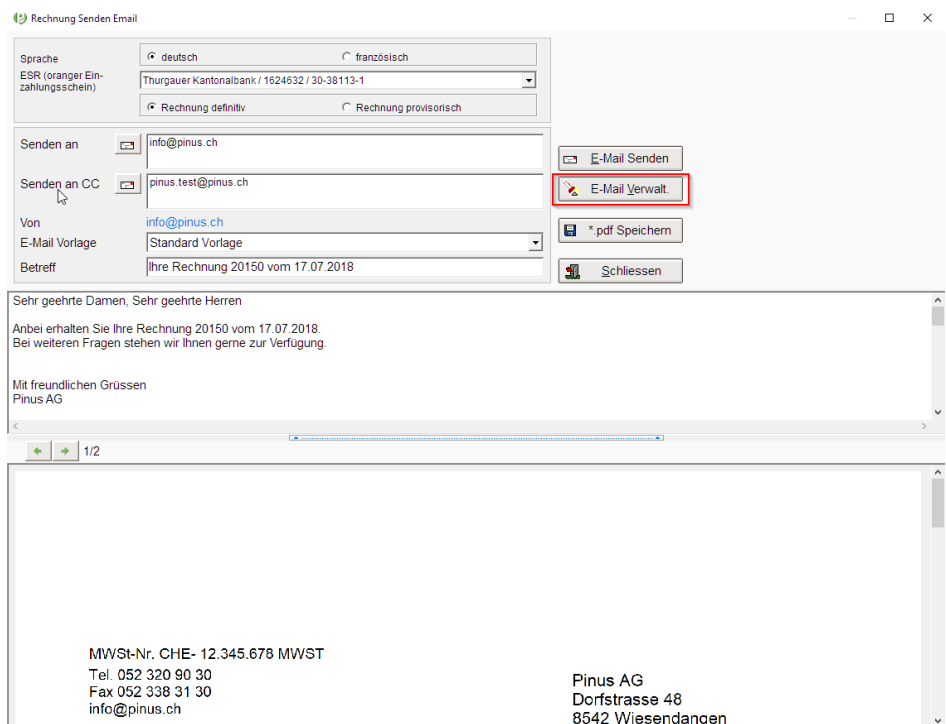 Rechnung Senden Email
Sprache
deutsch
französisch
ESR (oranger Ein-
zahlungsschein)
Thurgauer Kantonalbank / 1624632 / 30-38113-1
Rechnung definitiv
Rechnung provisorisch
Senden an
info@pinus.ch
E-Mail Senden
Senden an CC
pinus.test@pinus.ch
E-Mail Verwalt.
Von
info@pinus.ch
*.pdf Speichern
E-Mail Vorlage
Standard Vorlage
Betreff
Ihre Rechnung 20150 vom 17.07.2018
Schliessen
Sehr geehrte Damen, Sehr geehrte Herren
Anbei erhalten Sie Ihre Rechnung 20150 vom 17.07.2018.
Bei weiteren Fragen stehen wir Ihnen gerne zur Verfügung.
Mit freundlichen Grüssen
Pinus AG
1/2
MWSt-Nr. CHE- 12.345.678 MWST
Tel. 052 320 90 30
Fax 052 338 31 30
info@pinus.ch
Pinus AG
Dorfstrasse 48
8542 Wiesendangen